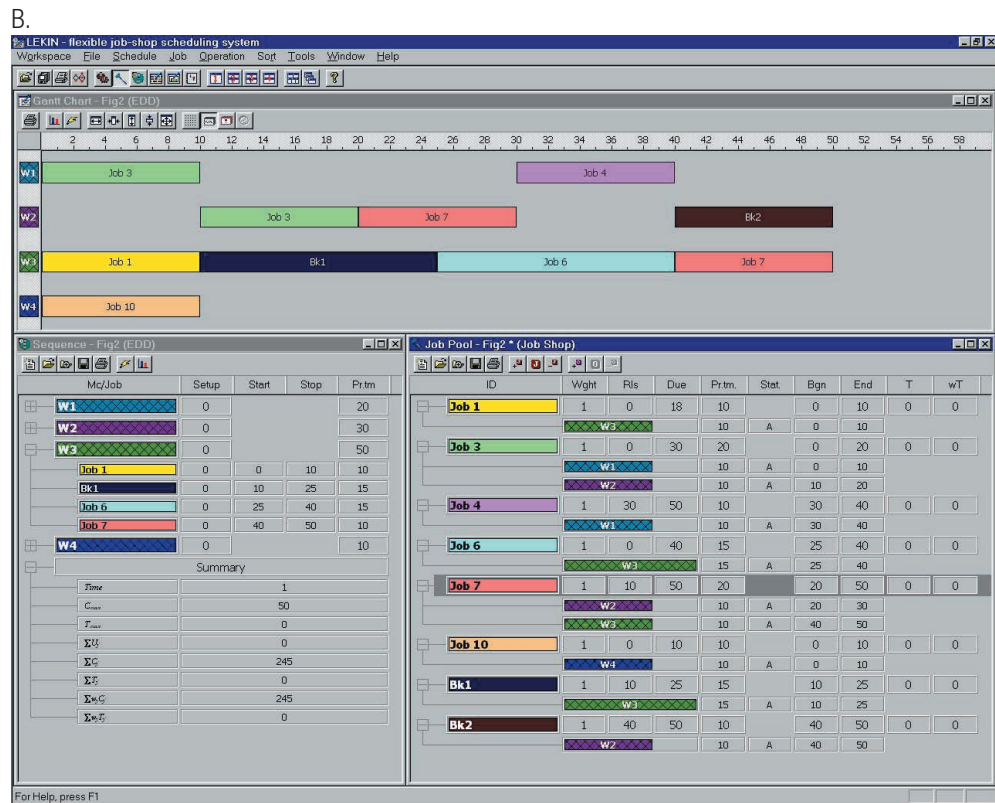 B.
LEKIN - flexible job-shop scheduling system
Workspace File Schedule Job Operation Sort Tools Window Help
Gantt Chart - Fig2 (EDD)
2 4 6 8 10 12 14 16 18 20 22 24 26 28 30 32 34 36 38 40 42 44 46 48 50 52 54 56 58
W1 Job 3 Job 4
W2 Job 3 Job 7 Bk2
W3 Job 1 Bk1 Job 6 Job 7
W4 Job 10
Sequence - Fig2 (EDD)
Mc/Job Setup Start Stop Pr.tm
W1 0 20
W2 0 30
W3 0 50
Job 1 0 0 10 10
Bk1 0 10 25 15
Job 6 0 25 40 15
Job 7 0 40 50 10
W4 0 10
Summary
Time 1
Cmax 50
Tmax 0
ΣUj 0
ΣCj 245
ΣTj 0
ΣwjCj 245
ΣwjTj 0
Job Pool - Fig2 * (Job Shop)
ID Wght Rls Due Pr.tm. Stat. Bgn End T wT
Job 1 1 0 18 10 0 10 0 0
W3 10 A 0 10
Job 3 1 0 30 20 0 20 0 0
W1 10 A 0 10
W2 10 A 10 20
Job 4 1 30 50 10 30 40 0 0
W1 10 A 30 40
Job 6 1 0 40 15 25 40 0 0
W3 15 A 25 40
Job 7 1 10 50 20 20 50 0 0
W2 10 A 20 30
W3 10 A 40 50
Job 10 1 0 10 10 0 10 0 0
W4 10 A 0 10
Bk1 1 10 25 15 10 25 0 0
W3 15 A 10 25
Bk2 1 40 50 10 40 50 0 0
W2 10 A 40 50
For Help, press F1